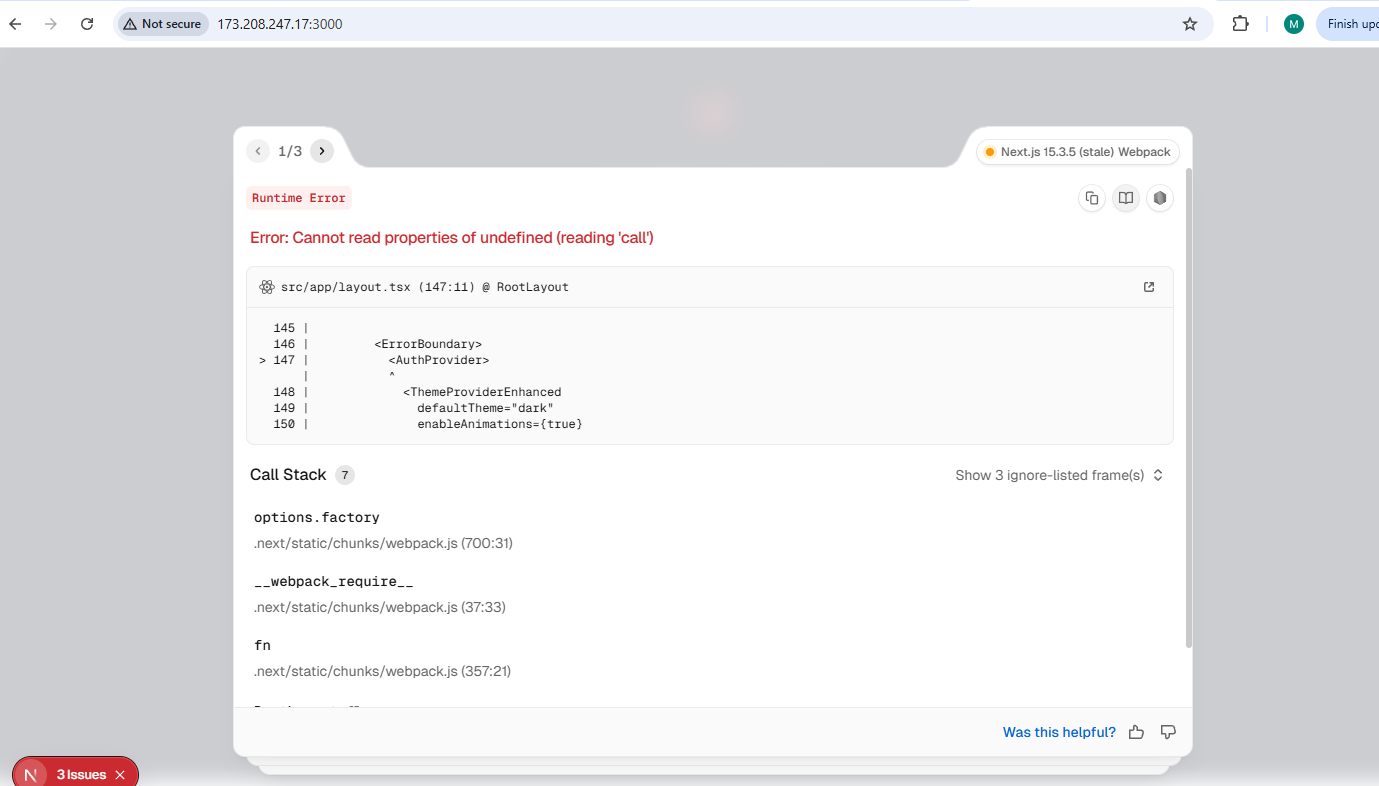 Not secure 173.208.247.17:3000
M
Finish
1/3
Next.js 15.3.5 (stale) Webpack
Runtime Error
Error: Cannot read properties of undefined (reading 'call')
src/app/layout.tsx (147:11) @ RootLayout
145 |
146 | <ErrorBoundary>
> 147 | <AuthProvider>
| ^
148 | <ThemeProviderEnhanced
149 | defaultTheme="dark"
150 | enableAnimations={true}
Call Stack 7
Show 3 ignore-listed frame(s)
options.factory
.next/static/chunks/webpack.js (700:31)
__webpack_require__
.next/static/chunks/webpack.js (37:33)
fn
.next/static/chunks/webpack.js (357:21)
Was this helpful?
N 3 Issues